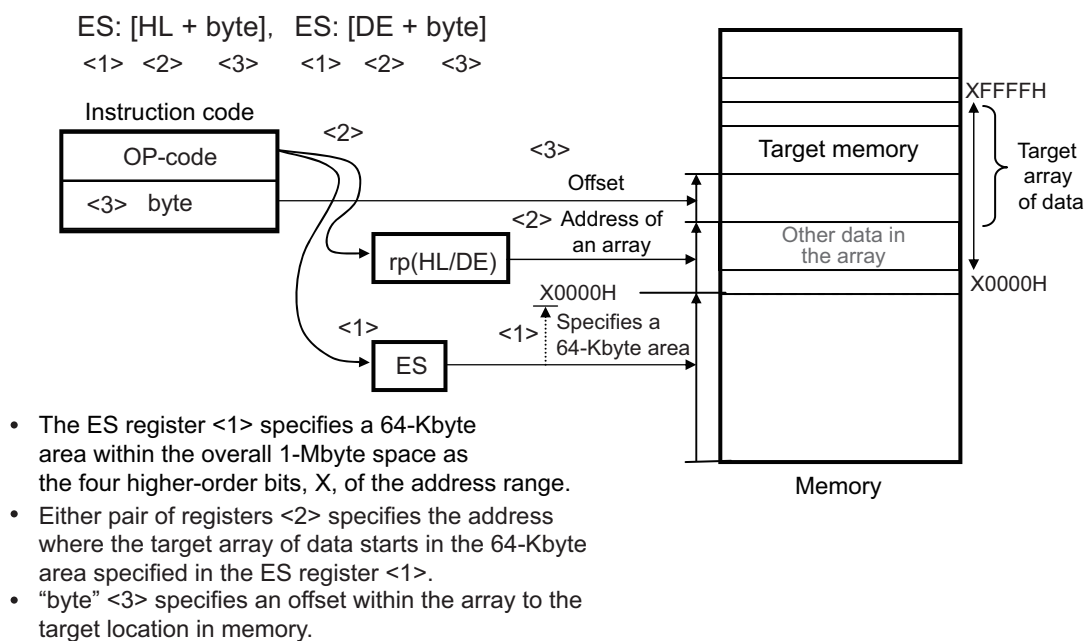 ES: [HL + byte],   ES: [DE + byte]
<1>   <2>   <3>   <1>   <2>   <3>
Instruction code
OP-code
<3>   byte
<2>
<3>
Offset
<2>
Address of
an array
rp(HL/DE)
X0000H
<1>
<1>
Specifies a
64-Kbyte area
ES
XFFFFH
Target memory
Target
array
of data
Other data in
the array
X0000H
Memory
• The ES register <1> specifies a 64-Kbyte
area within the overall 1-Mbyte space as
the four higher-order bits, X, of the address range.
• Either pair of registers <2> specifies the address
where the target array of data starts in the 64-Kbyte
area specified in the ES register <1>.
• “byte” <3> specifies an offset within the array to the
target location in memory.